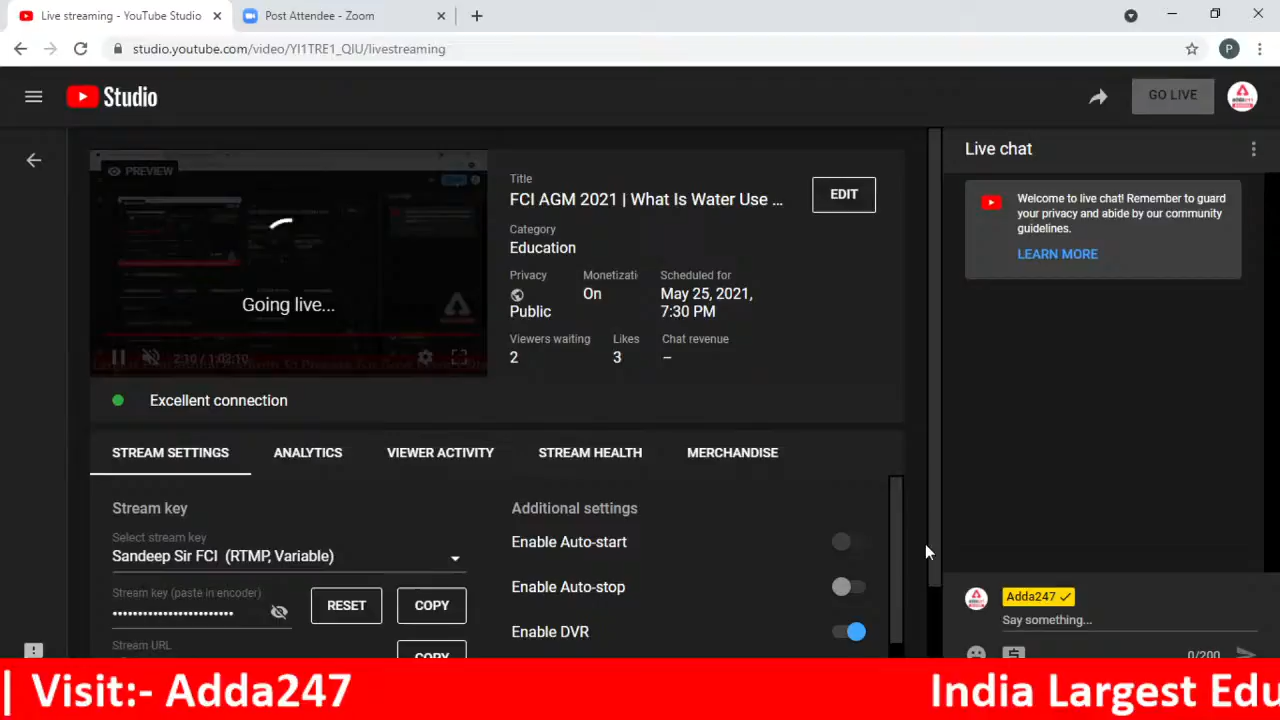 Live streaming - YouTube Studio
Post Attendee - Zoom
studio.youtube.com/video/YI1TRE1_QIU/livestreaming
P
Studio
GO LIVE
PREVIEW
Going live...
2:10 / 1:02:10
Excellent connection
Title
FCI AGM 2021 | What Is Water Use ...
EDIT
Category
Education
Privacy
Public
Monetizati
On
Scheduled for
May 25, 2021,
7:30 PM
Viewers waiting
2
Likes
3
Chat revenue
–
Live chat
Welcome to live chat! Remember to guard
your privacy and abide by our community
guidelines.
LEARN MORE
STREAM SETTINGS
ANALYTICS
VIEWER ACTIVITY
STREAM HEALTH
MERCHANDISE
Stream key
Select stream key
Sandeep Sir FCI (RTMP, Variable)
Stream key (paste in encoder)
••••••••••••••••••••••••
RESET
COPY
Stream URL
COPY
Additional settings
Enable Auto-start
Enable Auto-stop
Enable DVR
Adda247
Say something...
0/200
| Visit:- Adda247
India Largest Edu